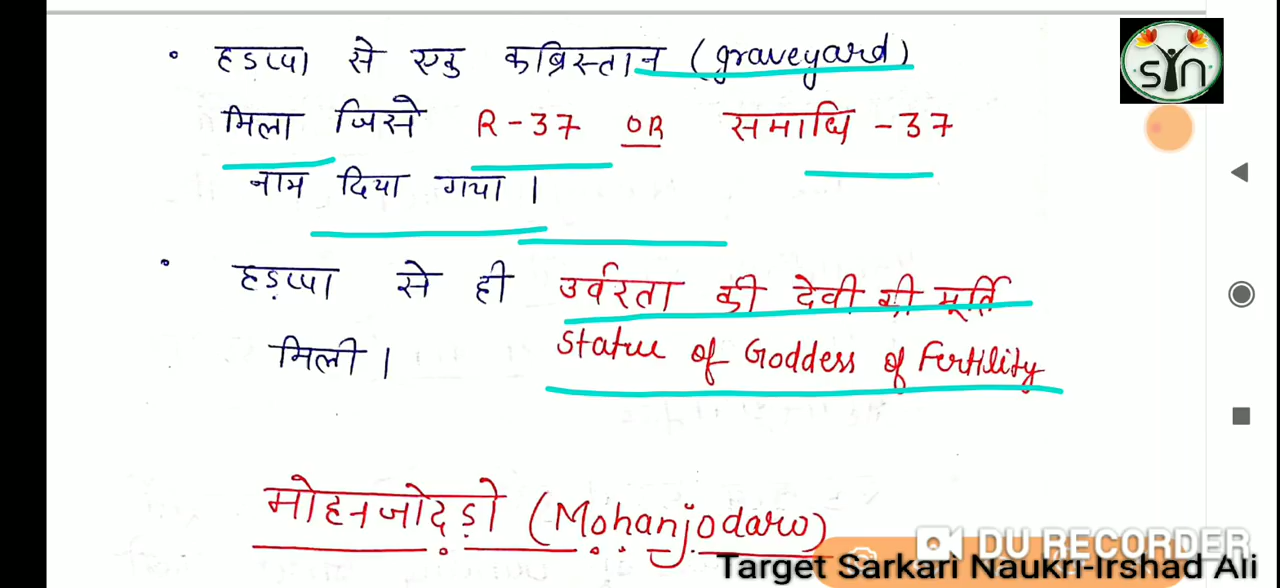 • हड़प्पा से एक कब्रिस्तान (graveyard)
मिला जिसे R-37 OR समाधि -37
नाम दिया गया।
• हड़प्पा से ही उर्वरता की देवी की मूर्ति
मिली। Statue of Goddess of Fertility
मोहनजोदड़ो (Mohanjodaro)
SYN
DU RECORDER
Target Sarkari Naukri-Irshad Ali